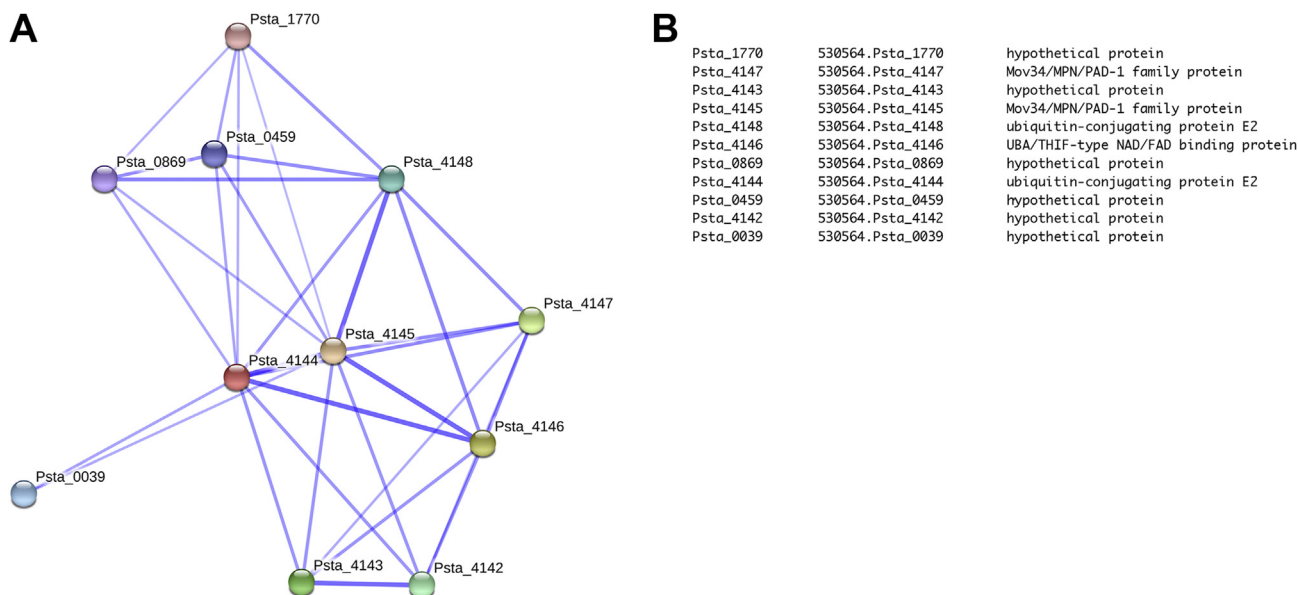 A
Psta_1770
Psta_0459
Psta_0869
Psta_4148
Psta_4147
Psta_4145
Psta_4144
Psta_4146
Psta_0039
Psta_4143
Psta_4142
B
Psta_1770 530564.Psta_1770 hypothetical protein
Psta_4147 530564.Psta_4147 Mov34/MPN/PAD-1 family protein
Psta_4143 530564.Psta_4143 hypothetical protein
Psta_4145 530564.Psta_4145 Mov34/MPN/PAD-1 family protein
Psta_4148 530564.Psta_4148 ubiquitin-conjugating protein E2
Psta_4146 530564.Psta_4146 UBA/THIF-type NAD/FAD binding protein
Psta_0869 530564.Psta_0869 hypothetical protein
Psta_4144 530564.Psta_4144 ubiquitin-conjugating protein E2
Psta_0459 530564.Psta_0459 hypothetical protein
Psta_4142 530564.Psta_4142 hypothetical protein
Psta_0039 530564.Psta_0039 hypothetical protein